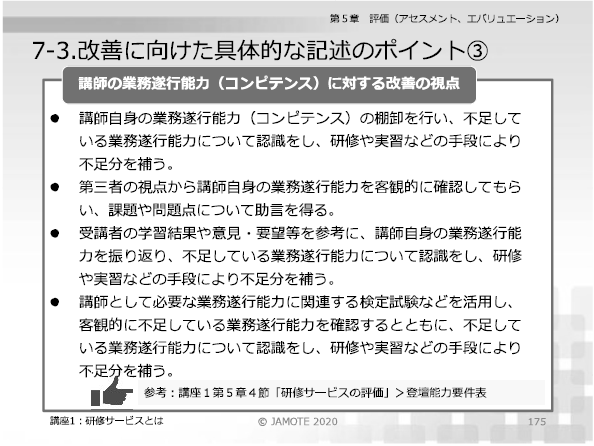 第５章　評価（アセスメント、エバリュエーション）
7-3.改善に向けた具体的な記述のポイント③
講師の業務遂行能力（コンピテンス）に対する改善の視点
● 講師自身の業務遂行能力（コンピテンス）の棚卸を行い、不足して
いる業務遂行能力について認識をし、研修や実習などの手段により
不足分を補う。
● 第三者の視点から講師自身の業務遂行能力を客観的に確認してもら
い、課題や問題点について助言を得る。
● 受講者の学習結果や意見・要望等を参考に、講師自身の業務遂行能
力を振り返り、不足している業務遂行能力について認識をし、研修
や実習などの手段により不足分を補う。
● 講師として必要な業務遂行能力に関連する検定試験などを活用し、
客観的に不足している業務遂行能力を確認するとともに、不足して
いる業務遂行能力について認識をし、研修や実習などの手段により
不足分を補う。
参考：講座１第５章４節「研修サービスの評価」＞登壇能力要件表
講座1：研修サービスとは
© JAMOTE 2020
175